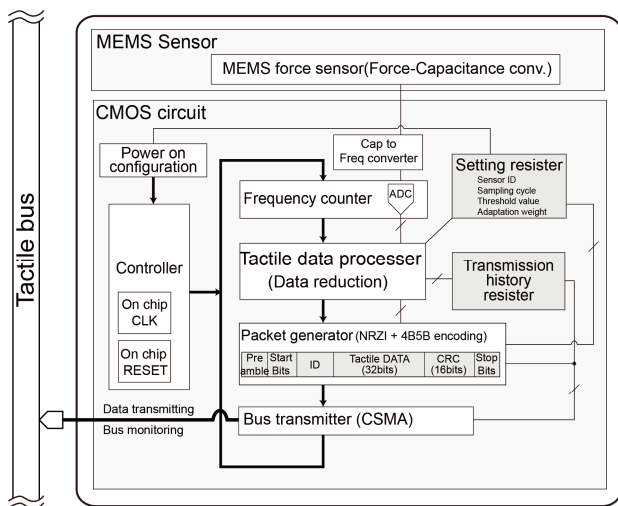 Tactile bus
MEMS Sensor
MEMS force sensor(Force-Capacitance conv.)
CMOS circuit
Power on
configuration
Cap to
Freq converter
Setting resister
Sensor ID
Sampling cycle
Threshold value
Adaptation weight
Frequency counter
ADC
Controller
On chip
CLK
On chip
RESET
Tactile data processer
(Data reduction)
Transmission
history
resister
Packet generator (NRZI + 4B5B encoding)
Pre
amble
Start
Bits
ID
Tactile DATA
(32bits)
CRC
(16bits)
Stop
Bits
Data transmitting
Bus monitoring
Bus transmitter (CSMA)